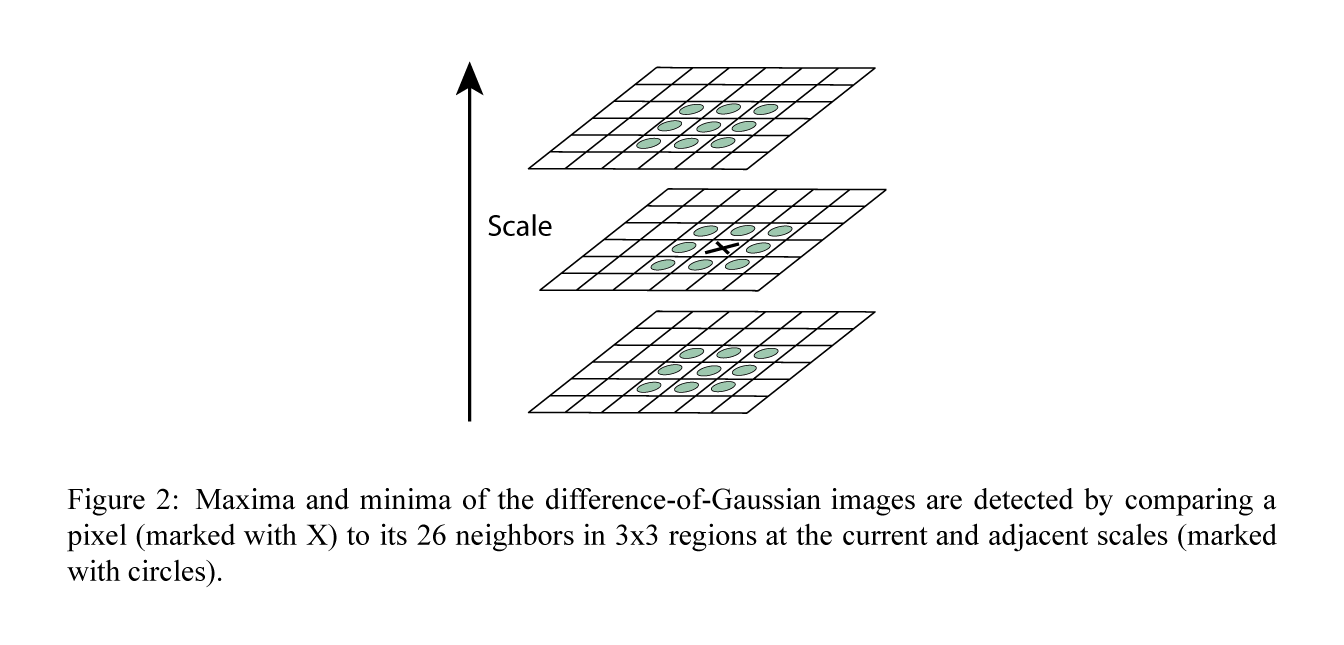 Scale
Figure 2: Maxima and minima of the difference-of-Gaussian images are detected by comparing a
pixel (marked with X) to its 26 neighbors in 3x3 regions at the current and adjacent scales (marked
with circles).